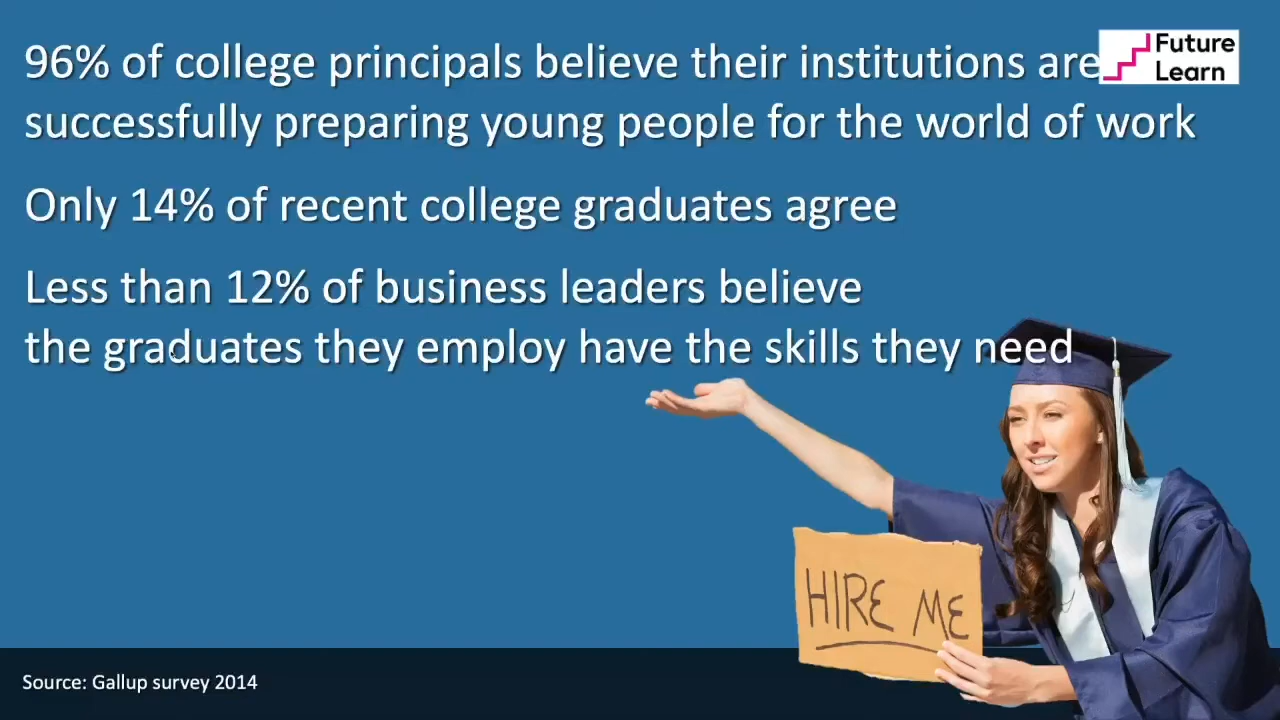 96% of college principals believe their institutions are
successfully preparing young people for the world of work
Only 14% of recent college graduates agree
Less than 12% of business leaders believe
the graduates they employ have the skills they need
Future
Learn
HIRE ME
Source: Gallup survey 2014